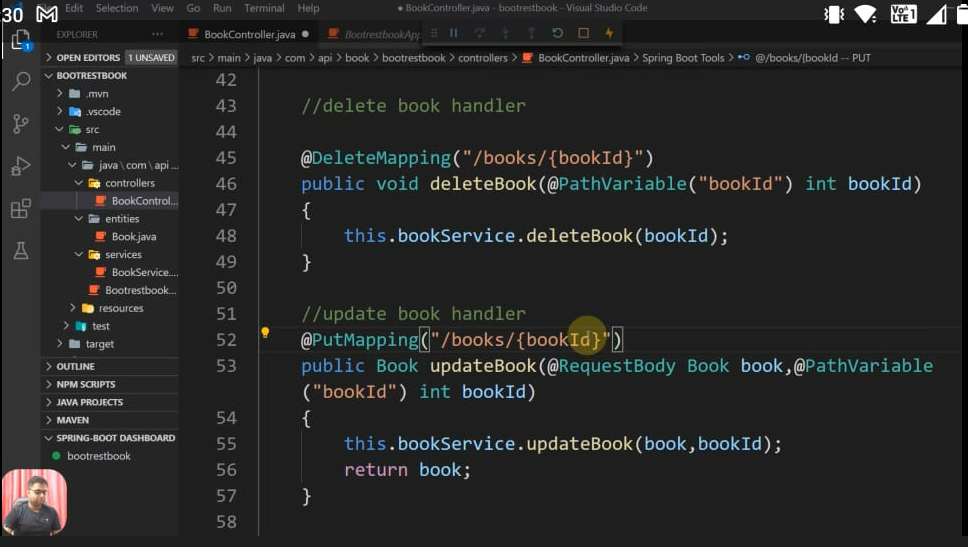 30
VoLTE 1
Edit Selection View Go Run Terminal Help
BookController.java - bootrestbook - Visual Studio Code
EXPLORER ...
BookController.java
BootrestbookApp
OPEN EDITORS 1 UNSAVED
src > main > java > com > api > book > bootrestbook > controllers > BookController.java > Spring Boot Tools > @/books/{bookId -- PUT
BOOTRESTBOOK
.mvn
.vscode
src
main
java \ com \ api ...
controllers
BookControl...
entities
Book.java
services
BookService....
Bootrestbook...
resources
test
target
OUTLINE
NPM SCRIPTS
JAVA PROJECTS
MAVEN
SPRING-BOOT DASHBOARD
bootrestbook
1
42
43 //delete book handler
44
45 @DeleteMapping("/books/{bookId}")
46 public void deleteBook(@PathVariable("bookId") int bookId)
47 {
48 this.bookService.deleteBook(bookId);
49 }
50
51 //update book handler
52 @PutMapping("/books/{bookId}")
53 public Book updateBook(@RequestBody Book book,@PathVariable
("bookId") int bookId)
54 {
55 this.bookService.updateBook(book,bookId);
56 return book;
57 }
58